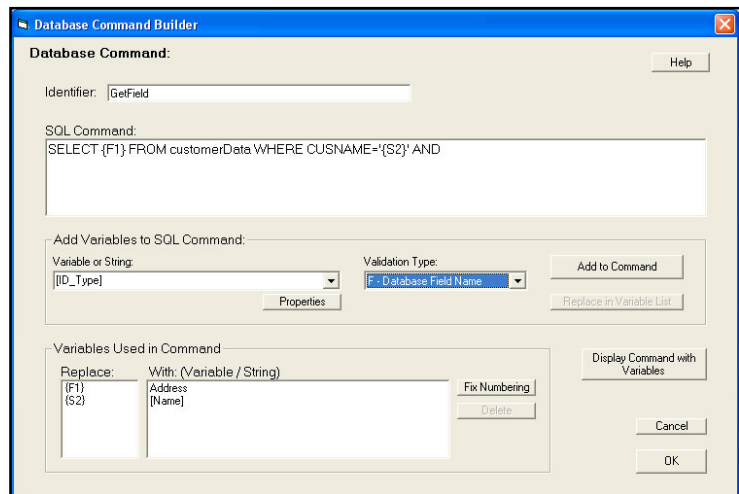 Database Command Builder
Database Command:
Help
Identifier: GetField
SQL Command:
SELECT {F1} FROM customerData WHERE CUSNAME='{S2}' AND
Add Variables to SQL Command:
Variable or String: Validation Type:
[ID_Type] F - Database Field Name Add to Command
Properties Replace in Variable List
Variables Used in Command
Replace: With: (Variable / String)
{F1} Address
{S2} [Name]
Fix Numbering
Delete
Display Command with
Variables
Cancel
OK